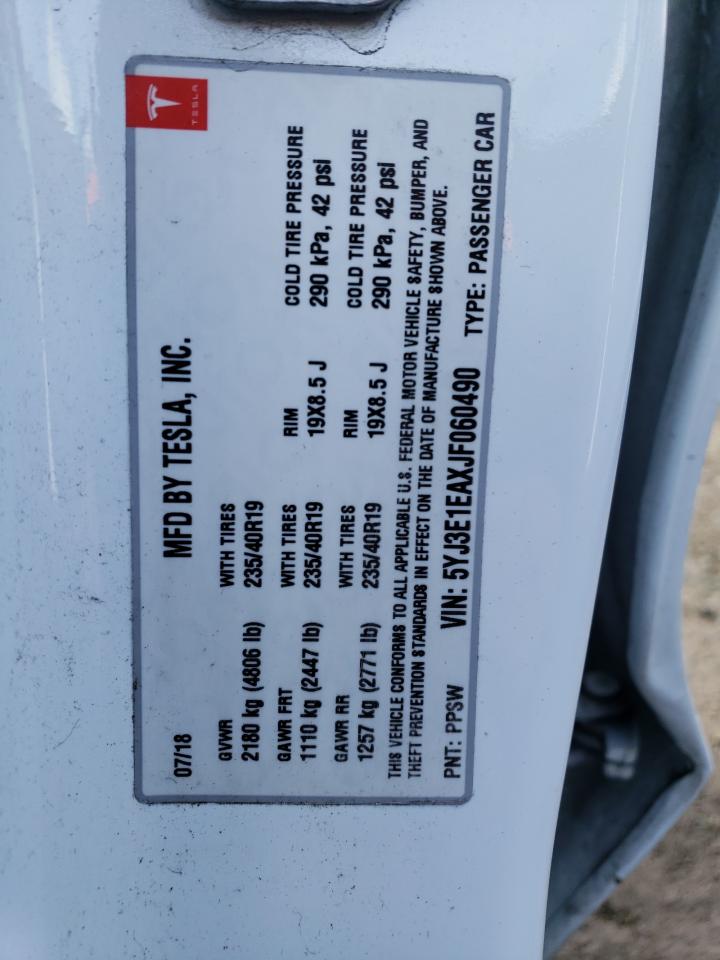 TESLA
MFD BY TESLA, INC.
07/18
GVWR WITH TIRES
2180 kg (4806 lb) 235/40R19
GAWR FRT WITH TIRES RIM COLD TIRE PRESSURE
1110 kg (2447 lb) 235/40R19 19X8.5 J 290 kPa, 42 psi
GAWR RR WITH TIRES RIM COLD TIRE PRESSURE
1257 kg (2771 lb) 235/40R19 19X8.5 J 290 kPa, 42 psi
THIS VEHICLE CONFORMS TO ALL APPLICABLE U.S. FEDERAL MOTOR VEHICLE SAFETY, BUMPER, AND
THEFT PREVENTION STANDARDS IN EFFECT ON THE DATE OF MANUFACTURE SHOWN ABOVE.
PNT: PPSW VIN: 5YJ3E1EAXJF060490 TYPE: PASSENGER CAR